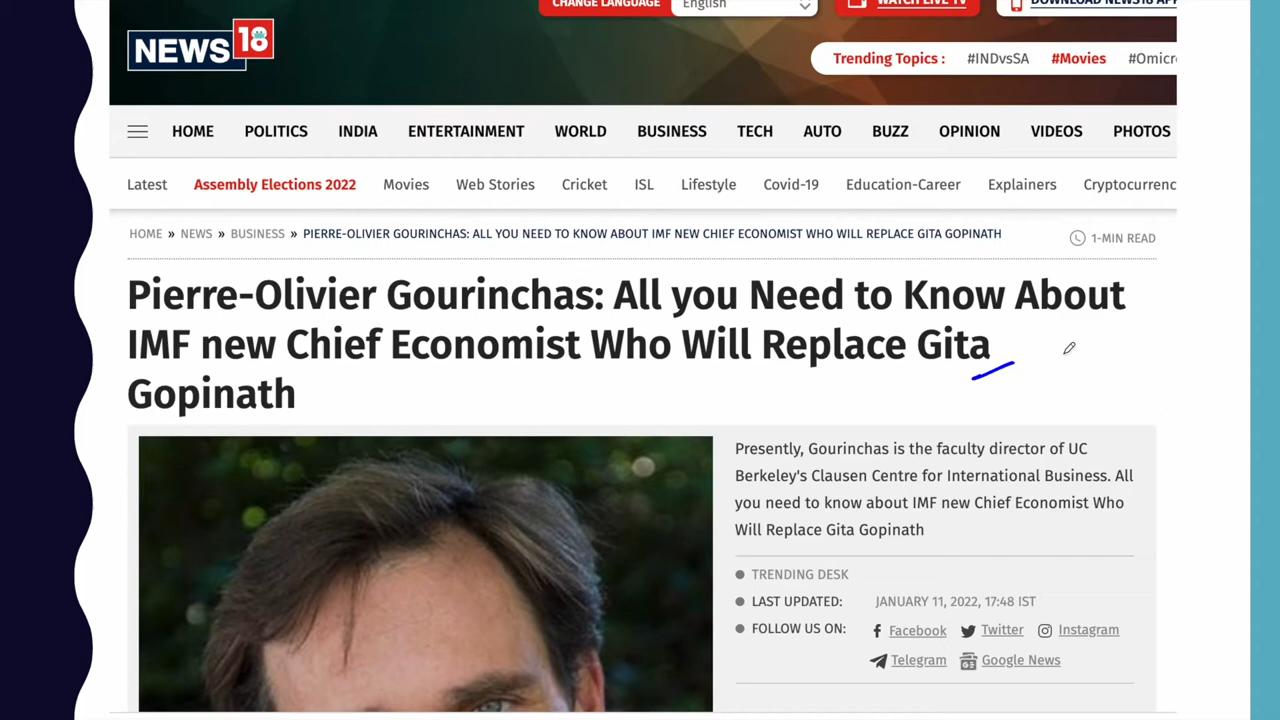 CHANGE LANGUAGE English WATCH LIVE TV DOWNLOAD NEWS18 APP
NEWS 18
Trending Topics : #INDvsSA #Movies #Omicr
HOME POLITICS INDIA ENTERTAINMENT WORLD BUSINESS TECH AUTO BUZZ OPINION VIDEOS PHOTOS
Latest Assembly Elections 2022 Movies Web Stories Cricket ISL Lifestyle Covid-19 Education-Career Explainers Cryptocurrenc
HOME » NEWS » BUSINESS » PIERRE-OLIVIER GOURINCHAS: ALL YOU NEED TO KNOW ABOUT IMF NEW CHIEF ECONOMIST WHO WILL REPLACE GITA GOPINATH
1-MIN READ
Pierre-Olivier Gourinchas: All you Need to Know About
IMF new Chief Economist Who Will Replace Gita
Gopinath
Presently, Gourinchas is the faculty director of UC
Berkeley's Clausen Centre for International Business. All
you need to know about IMF new Chief Economist Who
Will Replace Gita Gopinath
TRENDING DESK
LAST UPDATED: JANUARY 11, 2022, 17:48 IST
FOLLOW US ON: Facebook Twitter Instagram
Telegram Google News